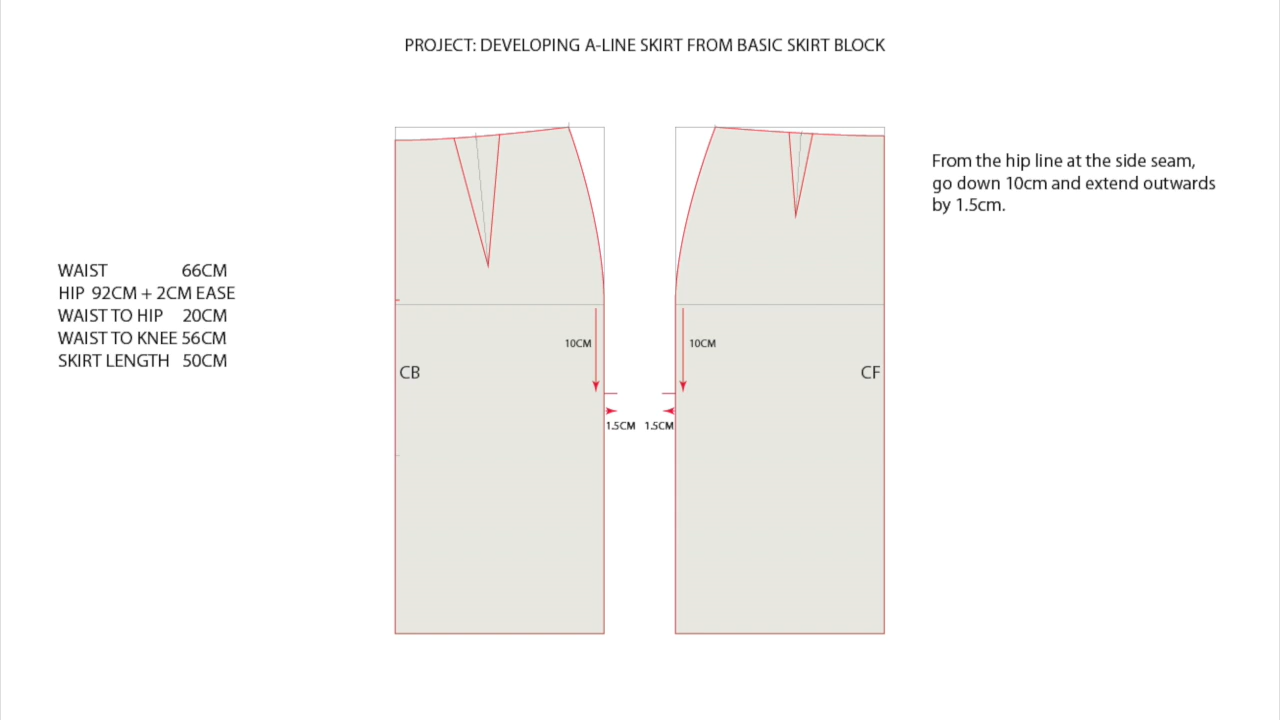 PROJECT: DEVELOPING A-LINE SKIRT FROM BASIC SKIRT BLOCK
From the hip line at the side seam,
go down 10cm and extend outwards
by 1.5cm.
WAIST 66CM
HIP 92CM + 2CM EASE
WAIST TO HIP 20CM
WAIST TO KNEE 56CM
SKIRT LENGTH 50CM
10CM
10CM
CB
CF
1.5CM
1.5CM